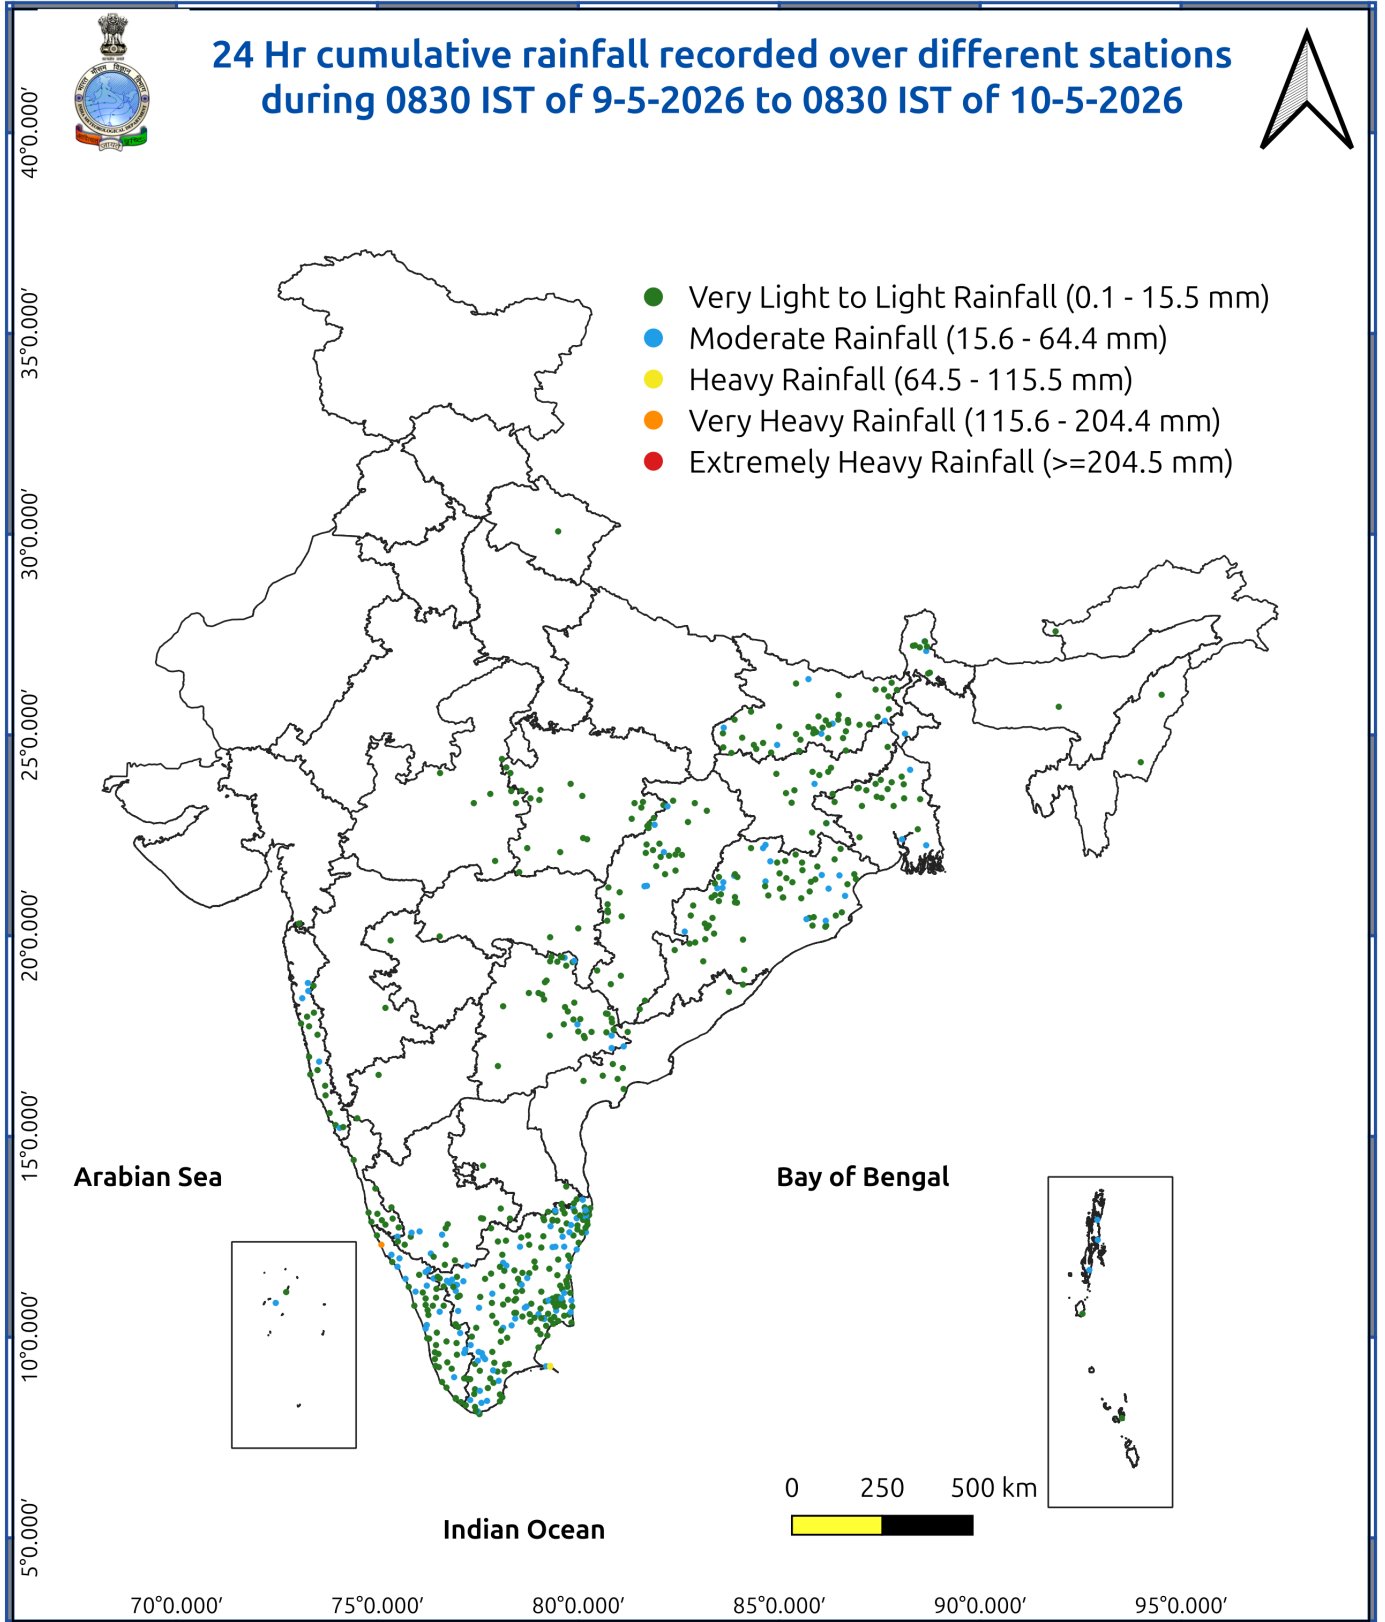 24 Hr cumulative rainfall recorded over different stations
during 0830 IST of 9-5-2026 to 0830 IST of 10-5-2026
Very Light to Light Rainfall (0.1 - 15.5 mm)
Moderate Rainfall (15.6 - 64.4 mm)
Heavy Rainfall (64.5 - 115.5 mm)
Very Heavy Rainfall (115.6 - 204.4 mm)
Extremely Heavy Rainfall (>=204.5 mm)
40°0.000′
35°0.000′
30°0.000′
25°0.000′
20°0.000′
15°0.000′
10°0.000′
5°0.000′
Arabian Sea
Bay of Bengal
Indian Ocean
0 250 500 km
70°0.000′ 75°0.000′ 80°0.000′ 85°0.000′ 90°0.000′ 95°0.000′